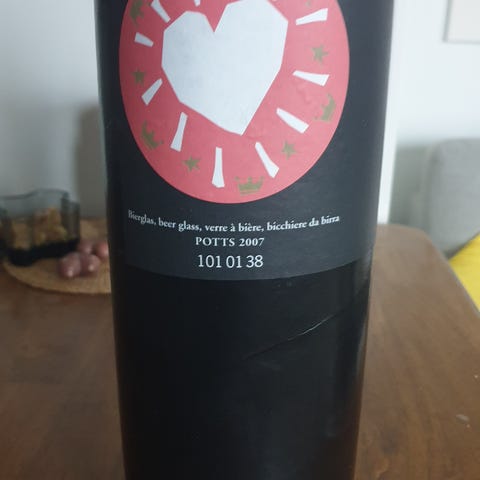 Bierglas, beer glass, verre à bière, bicchiere da birra
POTTS 2007
101 01 38